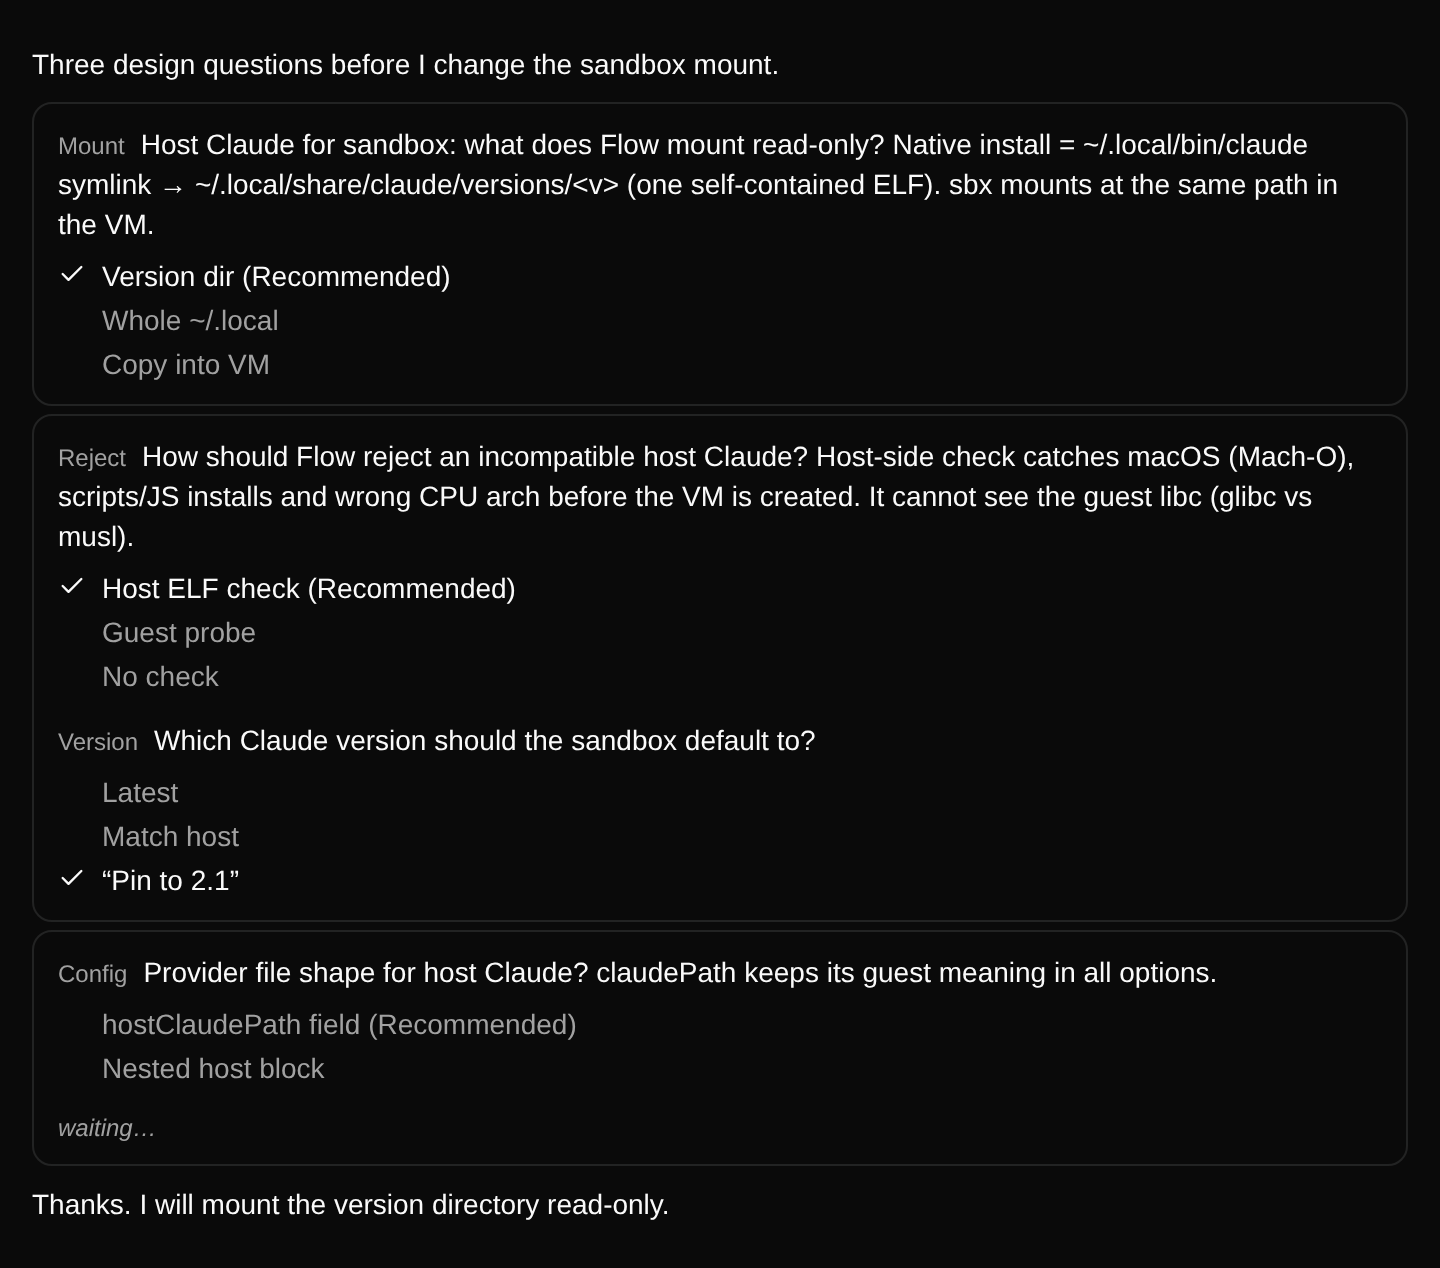 Three design questions before I change the sandbox mount.
Mount Host Claude for sandbox: what does Flow mount read-only? Native install = ~/.local/bin/claude
symlink → ~/.local/share/claude/versions/<v> (one self-contained ELF). sbx mounts at the same path in
the VM.
✓ Version dir (Recommended)
Whole ~/.local
Copy into VM
Reject How should Flow reject an incompatible host Claude? Host-side check catches macOS (Mach-O),
scripts/JS installs and wrong CPU arch before the VM is created. It cannot see the guest libc (glibc vs
musl).
✓ Host ELF check (Recommended)
Guest probe
No check
Version Which Claude version should the sandbox default to?
Latest
Match host
✓ “Pin to 2.1”
Config Provider file shape for host Claude? claudePath keeps its guest meaning in all options.
hostClaudePath field (Recommended)
Nested host block
waiting…
Thanks. I will mount the version directory read-only.